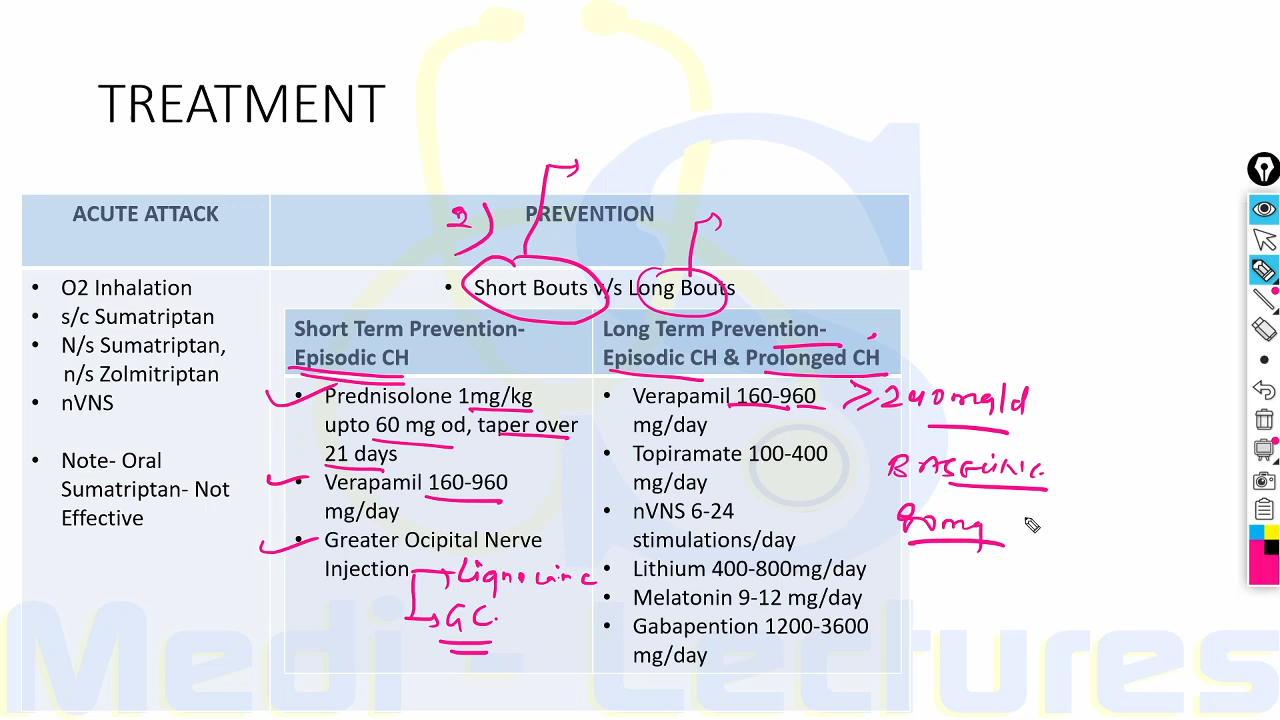 TREATMENT
ACUTE ATTACK
PREVENTION
2)
• O2 Inhalation
• s/c Sumatriptan
• N/s Sumatriptan,
n/s Zolmitriptan
• nVNS
• Note- Oral
Sumatriptan- Not
Effective
• Short Bouts v/s Long Bouts
Short Term Prevention-
Episodic CH
• Prednisolone 1mg/kg
upto 60 mg od, taper over
21 days
• Verapamil 160-960
mg/day
• Greater Ocipital Nerve
Injection
Lignocaine
GC
Long Term Prevention-
Episodic CH & Prolonged CH
• Verapamil 160-960
mg/day
• Topiramate 100-400
mg/day
• nVNS 6-24
stimulations/day
• Lithium 400-800mg/day
• Melatonin 9-12 mg/day
• Gabapention 1200-3600
mg/day
≥240mg/d
80mg
Medi - Lectures